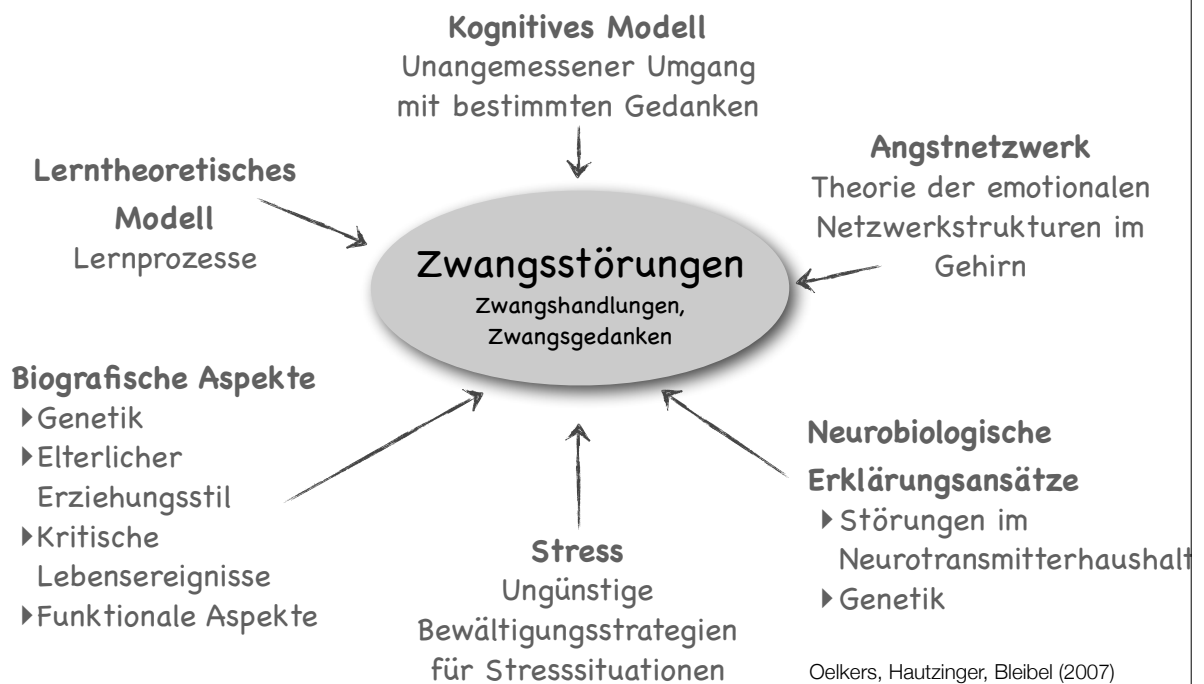 Kognitives Modell
Unangemessener Umgang
mit bestimmten Gedanken
Lerntheoretisches
Modell
Lernprozesse
Angstnetzwerk
Theorie der emotionalen
Netzwerkstrukturen im
Gehirn
Zwangsstörungen
Zwangshandlungen,
Zwangsgedanken
Biografische Aspekte
▸Genetik
▸Elterlicher
Erziehungsstil
▸Kritische
Lebensereignisse
▸Funktionale Aspekte
Stress
Ungünstige
Bewältigungsstrategien
für Stresssituationen
Neurobiologische
Erklärungsansätze
▸Störungen im
Neurotransmitterhaushalt
▸Genetik
Oelkers, Hautzinger, Bleibel (2007)